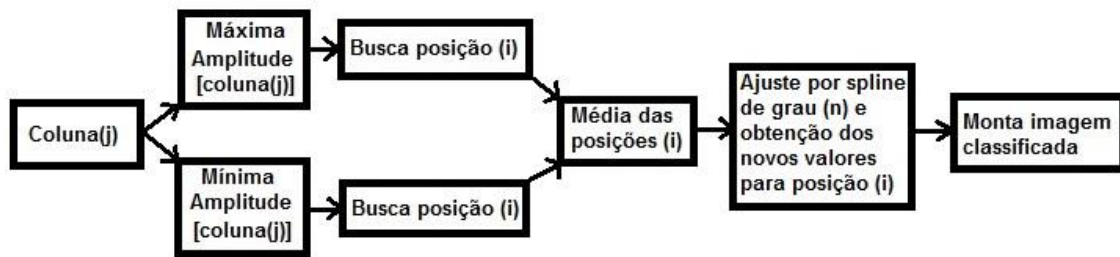 Coluna(j)
Máxima
Amplitude
[coluna(j)]
Busca posição (i)
Mínima
Amplitude
[coluna(j)]
Busca posição (i)
Média das
posições (i)
Ajuste por spline
de grau (n) e
obtenção dos
novos valores
para posição (i)
Monta imagem
classificada